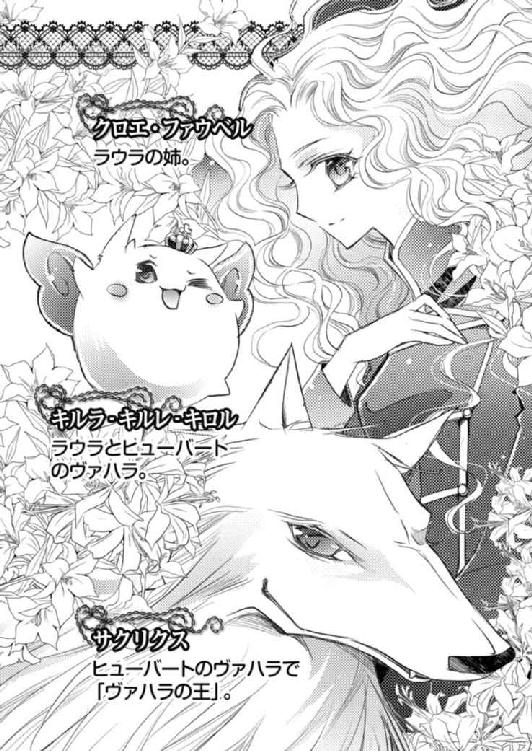 クロエ・ファウベル
ラウラの姉。
キルラ・キルレ・キロル
ラウラとヒューバート
のヴァハラ。
サクリクス
ヒューバートのヴァハラで
「ヴァハラの王」。